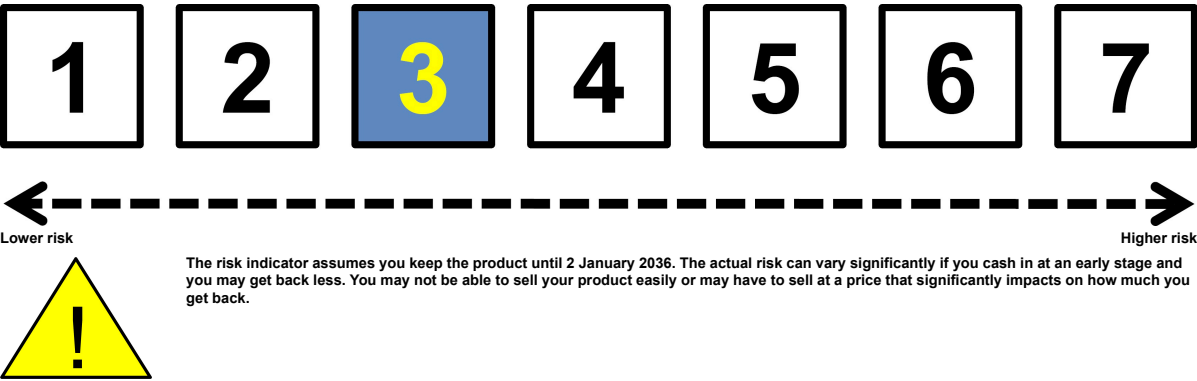 1 2 3 4 5 6 7
Lower risk Higher risk
The risk indicator assumes you keep the product until 2 January 2036. The actual risk can vary significantly if you cash in at an early stage and
you may get back less. You may not be able to sell your product easily or may have to sell at a price that significantly impacts on how much you
get back.
!